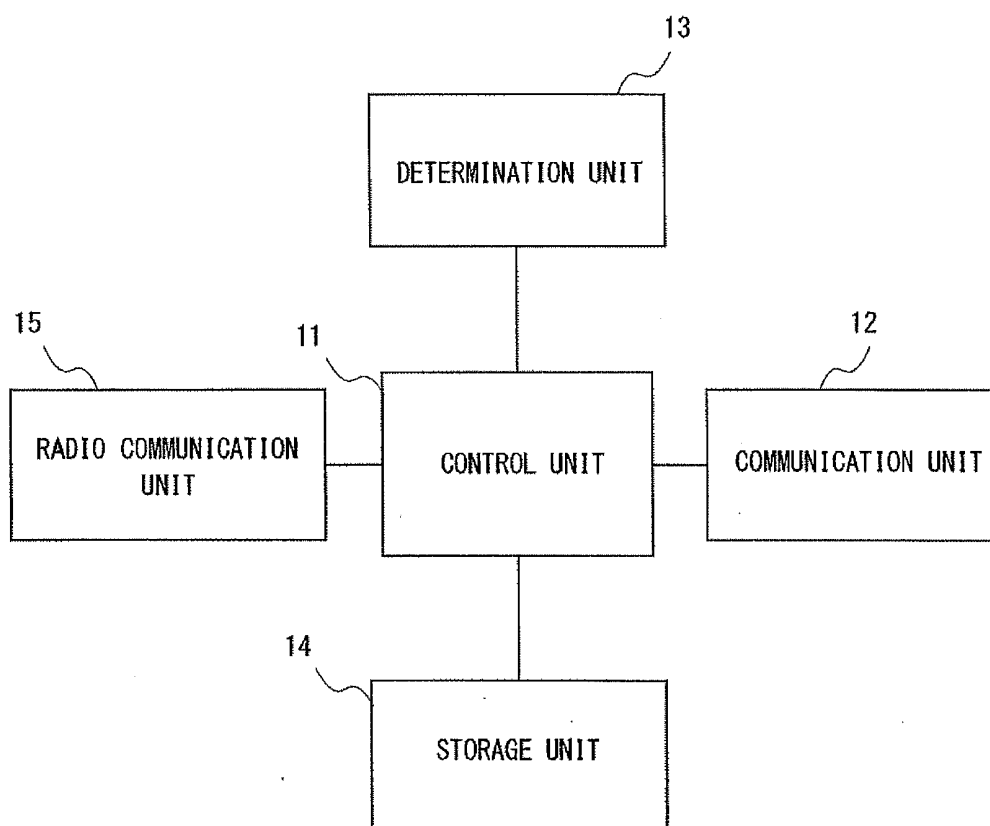 13
DETERMINATION UNIT
15
11
12
RADIO COMMUNICATION
UNIT
CONTROL UNIT
COMMUNICATION UNIT
14
STORAGE UNIT